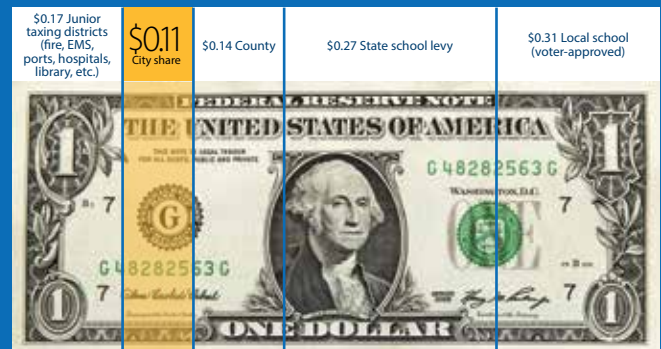 $0.17 Junior
taxing districts
(fire, EMS,
ports, hospitals,
library, etc.)
$0.11
City share
$0.14 County
$0.27 State school levy
$0.31 Local school
(voter-approved)
FEDERAL RESERVE NOTE
THE UNITED STATES OF AMERICA
THIS NOTE IS LEGAL TENDER
FOR ALL DEBTS, PUBLIC AND PRIVATE
1
1
G 48282563 G
WASHINGTON, D.C.
7
7
G
ONE
G 48282563 G
7
7
1
1
ONE DOLLAR